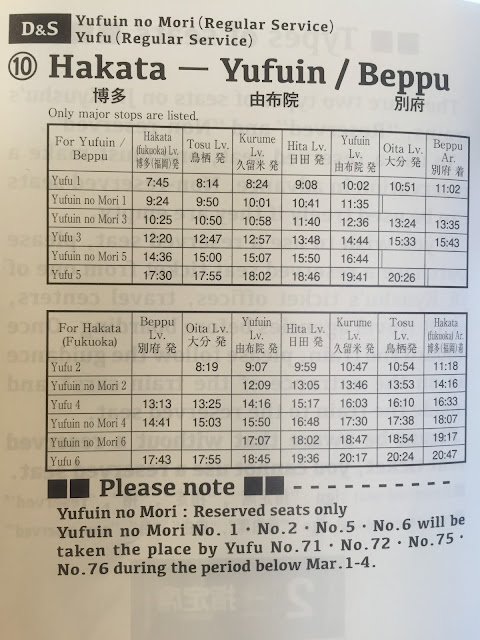 D&S Yufuin no Mori (Regular Service)
Yufu (Regular Service)
⑩ Hakata — Yufuin / Beppu
博多 由布院 別府
Only major stops are listed.
For Yufuin / Beppu Hakata (fukuoka) Lv. 博多(福岡)発 Tosu Lv. 鳥栖 発 Kurume Lv. 久留米 発 Hita Lv. 日田 発 Yufuin Lv. 由布院 発 Oita Lv. 大分 発 Beppu Ar. 別府 着
Yufu 1 7:45 8:14 8:24 9:08 10:02 10:51 11:02
Yufuin no Mori 1 9:24 9:50 10:01 10:41 11:35
Yufuin no Mori 3 10:25 10:50 10:58 11:40 12:36 13:24 13:35
Yufu 3 12:20 12:47 12:57 13:48 14:44 15:33 15:43
Yufuin no Mori 5 14:36 15:00 15:07 15:50 16:44
Yufu 5 17:30 17:55 18:02 18:46 19:41 20:26
For Hakata (Fukuoka) Beppu Lv. 別府 発 Oita Lv. 大分 発 Yufuin Lv. 由布院 発 Hita Lv. 日田 発 Kurume Lv. 久留米 発 Tosu Lv. 鳥栖発 Hakata (fukuoka) Ar. 博多(福岡)着
Yufu 2 8:19 9:07 9:59 10:47 10:54 11:18
Yufuin no Mori 2 12:09 13:05 13:46 13:53 14:16
Yufu 4 13:13 13:25 14:16 15:17 16:03 16:10 16:33
Yufuin no Mori 4 14:41 15:03 15:50 16:48 17:30 17:38 18:07
Yufuin no Mori 6 17:07 18:02 18:47 18:54 19:17
Yufu 6 17:43 17:55 18:45 19:36 20:17 20:24 20:47
Please note
Yufuin no Mori : Reserved seats only
Yufuin no Mori No. 1・No.2・No.5・No.6 will be
taken the place by Yufu No.71・No.72・No.75・
No.76 during the period below Mar. 1-4.